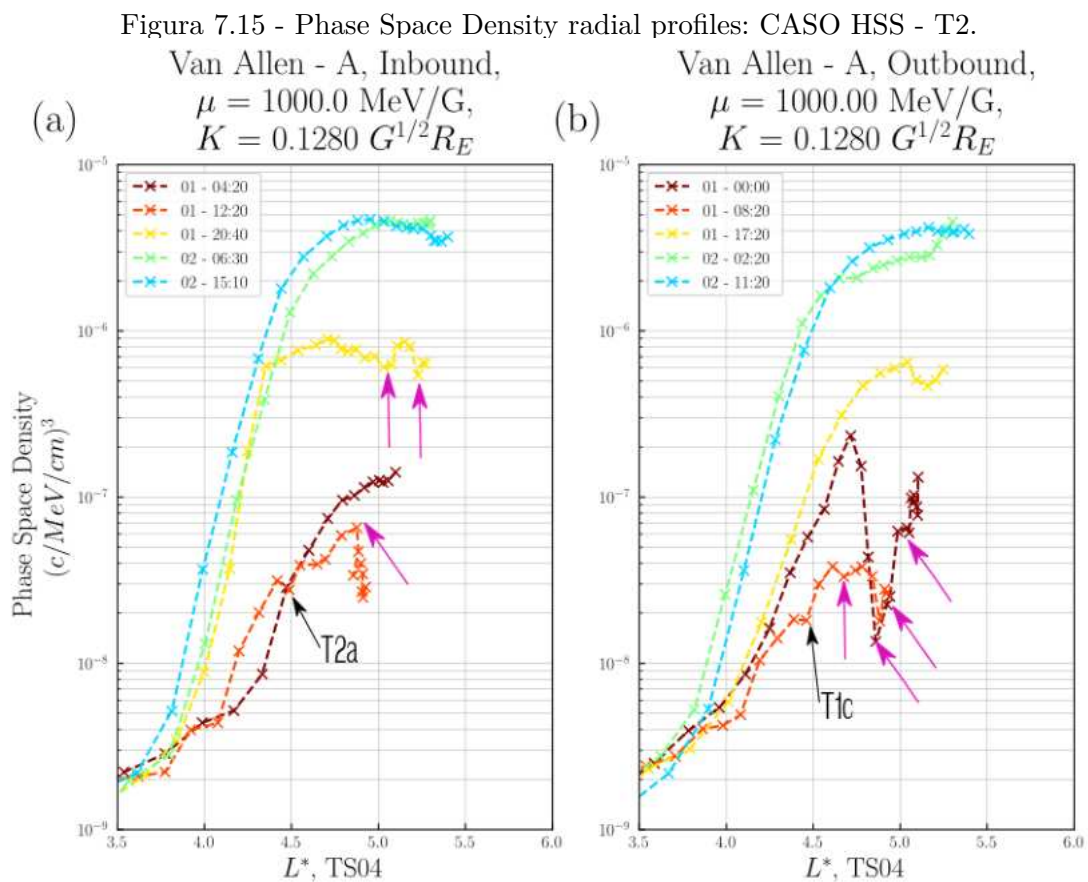 Figura 7.15 - Phase Space Density radial profiles: CASO HSS - T2.
(a)
Van Allen - A, Inbound,
μ = 1000.0 MeV/G,
K = 0.1280 G^{1/2}R_E
Phase Space Density
(c/MeV/cm)^3
10^{-5}
10^{-6}
10^{-7}
10^{-8}
10^{-9}
01 - 04:20
01 - 12:20
01 - 20:40
02 - 06:30
02 - 15:10
T2a
3.5 4.0 4.5 5.0 5.5 6.0
L*, TS04
(b)
Van Allen - A, Outbound,
μ = 1000.00 MeV/G,
K = 0.1280 G^{1/2}R_E
10^{-5}
10^{-6}
10^{-7}
10^{-8}
10^{-9}
01 - 00:00
01 - 08:20
01 - 17:20
02 - 02:20
02 - 11:20
T1c
3.5 4.0 4.5 5.0 5.5 6.0
L*, TS04